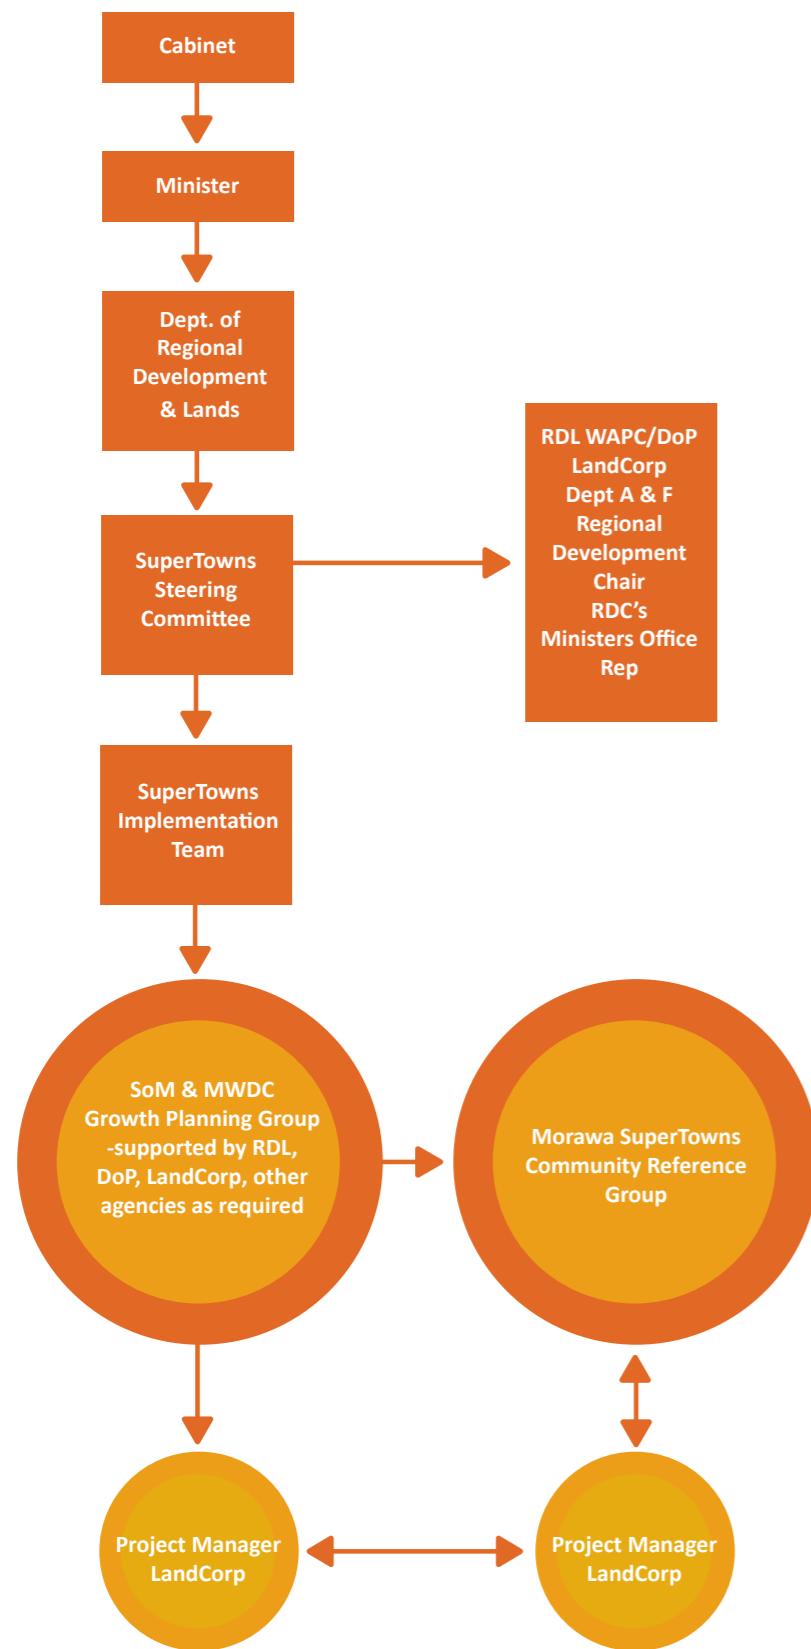 Cabinet
Minister
Dept. of
Regional
Development
& Lands
RDL WAPC/DoP
LandCorp
Dept A & F
Regional
Development
Chair
RDC’s
Ministers Office
Rep
SuperTowns
Steering
Committee
SuperTowns
Implementation
Team
SoM & MWDC
Growth Planning Group
-supported by RDL,
DoP, LandCorp, other
agencies as required
Morawa SuperTowns
Community Reference
Group
Project Manager
LandCorp
Project Manager
LandCorp